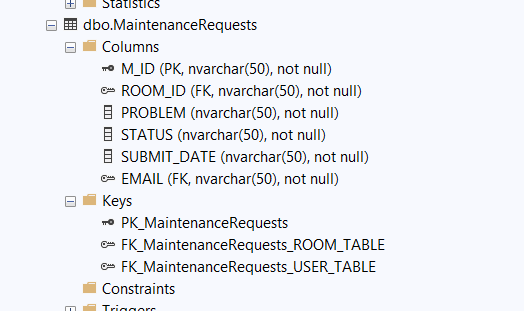 Statistics
dbo.MaintenanceRequests
Columns
M_ID (PK, nvarchar(50), not null)
ROOM_ID (FK, nvarchar(50), not null)
PROBLEM (nvarchar(50), not null)
STATUS (nvarchar(50), not null)
SUBMIT_DATE (nvarchar(50), not null)
EMAIL (FK, nvarchar(50), not null)
Keys
PK_MaintenanceRequests
FK_MaintenanceRequests_ROOM_TABLE
FK_MaintenanceRequests_USER_TABLE
Constraints
Triggers